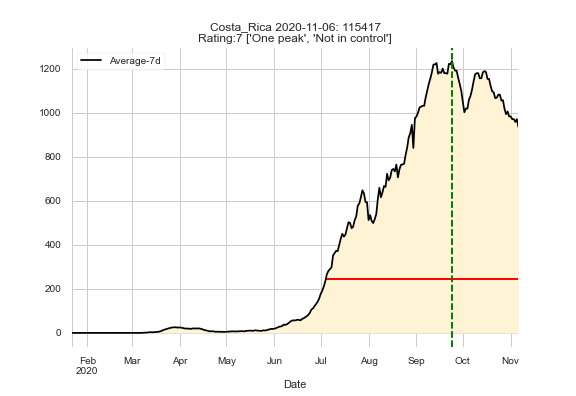 Costa_Rica 2020-11-06: 115417
Rating:7 ['One peak', 'Not in control']
Average-7d
1200
1000
800
600
400
200
0
Feb Mar Apr May Jun Jul Aug Sep Oct Nov
2020
Date